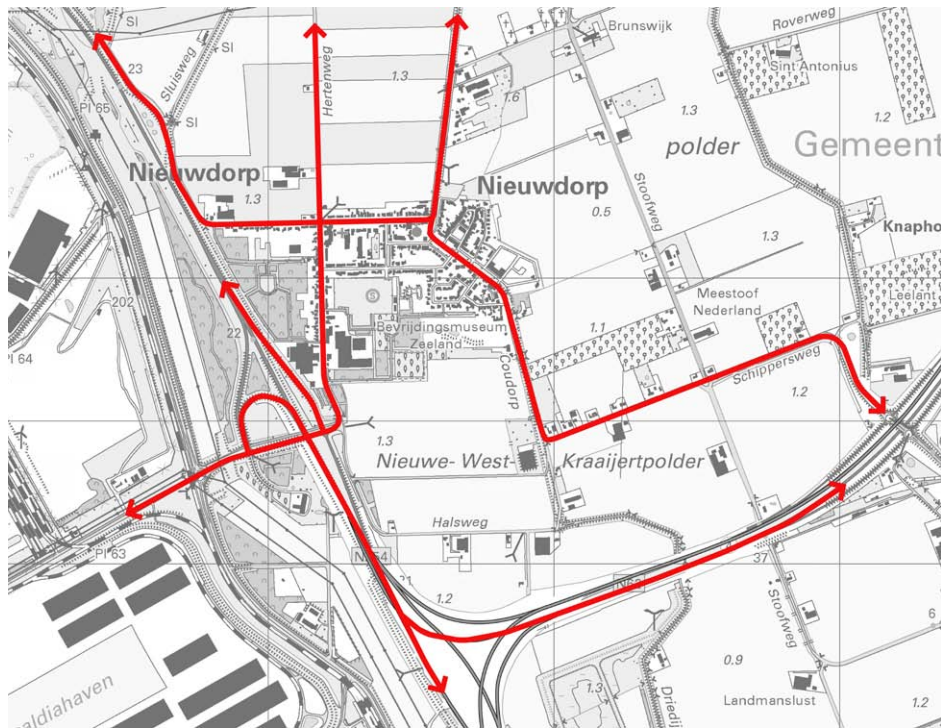 SI
Brunswijk
Roverweg
Sluisweg
SI
23
Hertenweg
1.3
Sint Antonius
1.6
1.3
1.2
PI 65
SI
polder
Gemeent
Nieuwdorp
Nieuwdorp
Stoofweg
1.3
0.5
1.3
Knapho
202
Meestoof
Nederland
Leelant
22
Bevrijdingsmuseum
Zeeland
1.1
PI 64
Coudorp
Schippersweg
1.2
1.3
Nieuwe-West-
Kraaijertpolder
Halsweg
PI 63
1.2
37
Stoofweg
6
0.9
1.3
Landmanslust
Driedij
1.2
aldiahaven